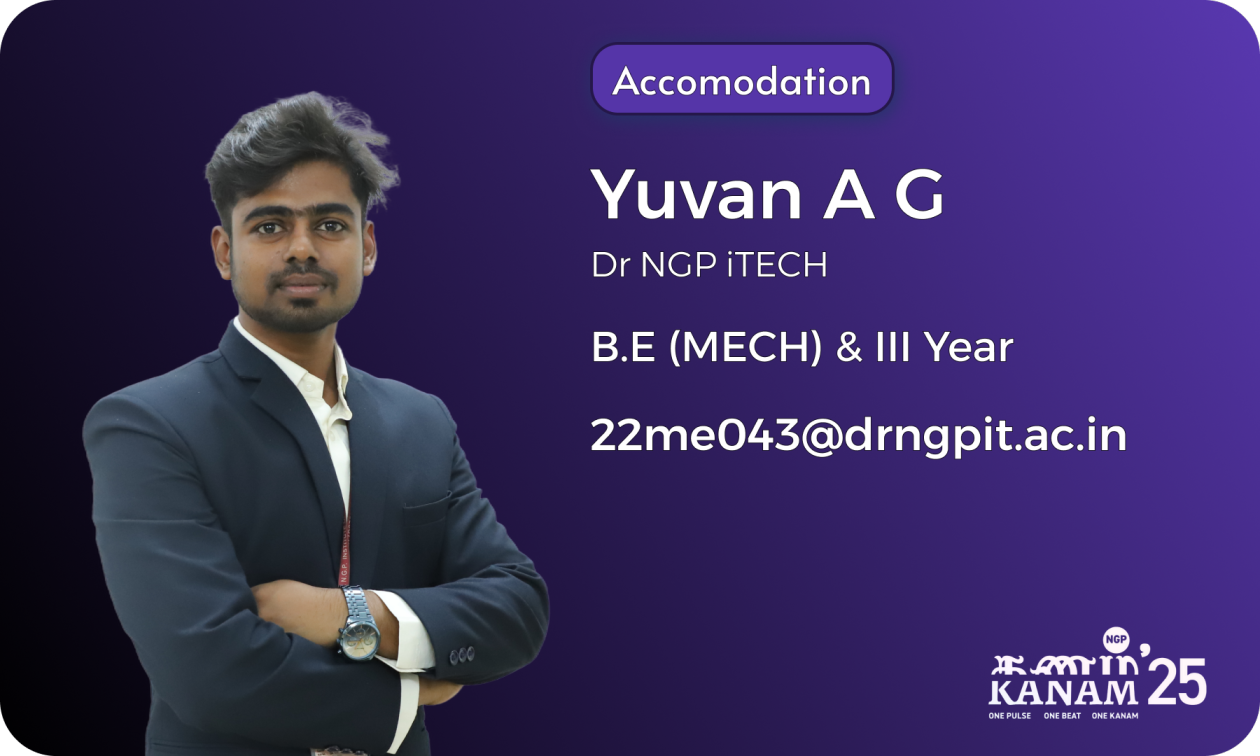 Accomodation
Yuvan A G
Dr NGP iTECH
B.E (MECH) & III Year
22me043@drngpit.ac.in
N.G.P. INSTI
NGP
KANAM'25
ONE PULSE ONE BEAT ONE KANAM